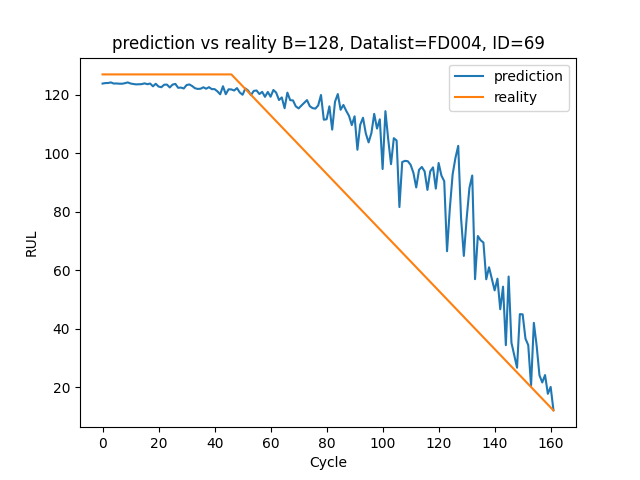 prediction vs reality B=128, Datalist=FD004, ID=69
prediction
reality
RUL
120
100
80
60
40
20
0 20 40 60 80 100 120 140 160
Cycle